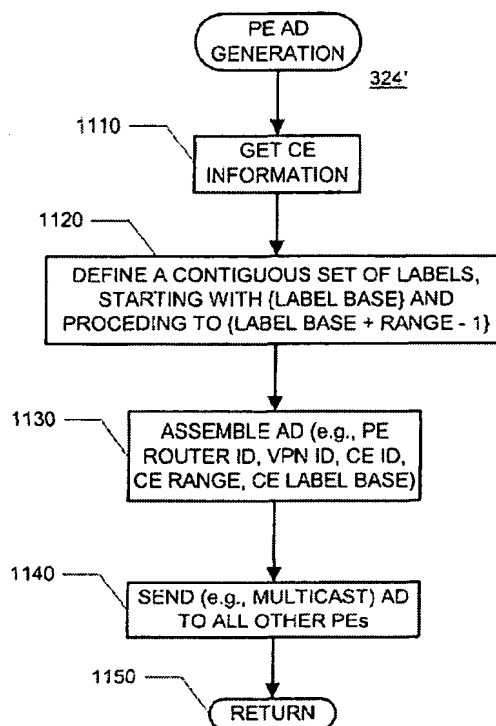 PE AD
GENERATION
324'
1110
GET CE
INFORMATION
1120
DEFINE A CONTIGUOUS SET OF LABELS,
STARTING WITH {LABEL BASE} AND
PROCEDING TO {LABEL BASE + RANGE - 1}
1130
ASSEMBLE AD (e.g., PE
ROUTER ID, VPN ID, CE ID,
CE RANGE, CE LABEL BASE)
1140
SEND (e.g., MULTICAST) AD
TO ALL OTHER PEs
1150
RETURN